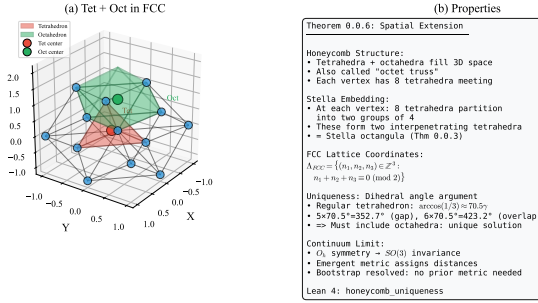 (a) Tet + Oct in FCC
Tetrahedron
Octahedron
Tet center
Oct center
Oct
2.0
1.5
1.0
0.5
0.0
−0.5
−1.0
−1.0
−0.5
0.0
0.5
1.0
Y
−1.0
−0.5
0.0
0.5
1.0
X
(b) Properties
Theorem 0.0.6: Spatial Extension
Honeycomb Structure:
• Tetrahedra + octahedra fill 3D space
• Also called "octet truss"
• Each vertex has 8 tetrahedra meeting
Stella Embedding:
• At each vertex: 8 tetrahedra partition
into two groups of 4
• These form two interpenetrating tetrahedra
• = Stella octangula (Thm 0.0.3)
FCC Lattice Coordinates:
Λ_FCC = {(n₁, n₂, n₃) ∈ ℤ³ :
n₁ + n₂ + n₃ ≡ 0 (mod 2)}
Uniqueness: Dihedral angle argument
• Regular tetrahedron: arccos(1/3) ≈ 70.5
• 5×70.5°=352.7° (gap), 6×70.5°=423.2° (overlap
• => Must include octahedra: unique solution
Continuum Limit:
• Oₕ symmetry → SO(3) invariance
• Emergent metric assigns distances
• Bootstrap resolved: no prior metric needed
Lean 4: honeycomb_uniqueness